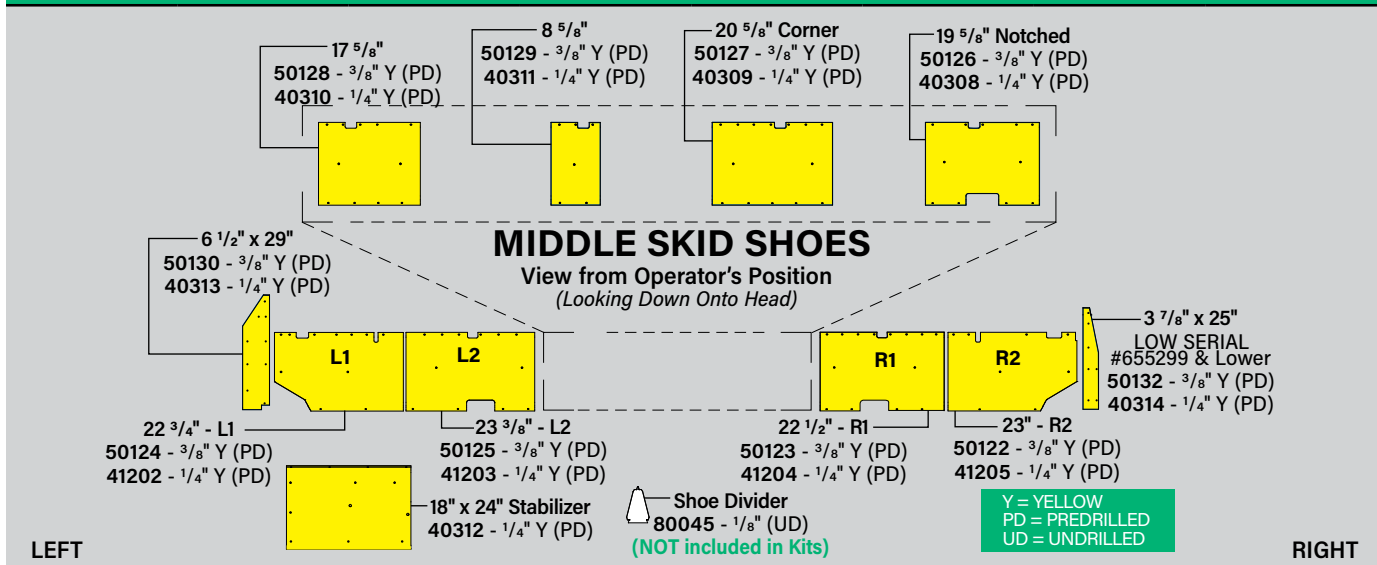 17 5/8"
50128 - 3/8" Y (PD)
40310 - 1/4" Y (PD)
8 5/8"
50129 - 3/8" Y (PD)
40311 - 1/4" Y (PD)
20 5/8" Corner
50127 - 3/8" Y (PD)
40309 - 1/4" Y (PD)
19 5/8" Notched
50126 - 3/8" Y (PD)
40308 - 1/4" Y (PD)
MIDDLE SKID SHOES
View from Operator's Position
(Looking Down Onto Head)
6 1/2" x 29"
50130 - 3/8" Y (PD)
40313 - 1/4" Y (PD)
L1
L2
R1
R2
3 7/8" x 25"
LOW SERIAL
#655299 & Lower
50132 - 3/8" Y (PD)
40314 - 1/4" Y (PD)
22 3/4" - L1
50124 - 3/8" Y (PD)
41202 - 1/4" Y (PD)
23 3/8" - L2
50125 - 3/8" Y (PD)
41203 - 1/4" Y (PD)
22 1/2" - R1
50123 - 3/8" Y (PD)
41204 - 1/4" Y (PD)
23" - R2
50122 - 3/8" Y (PD)
41205 - 1/4" Y (PD)
18" x 24" Stabilizer
40312 - 1/4" Y (PD)
Shoe Divider
80045 - 1/8" (UD)
(NOT included in Kits)
Y = YELLOW
PD = PREDRILLED
UD = UNDRILLED
LEFT
RIGHT